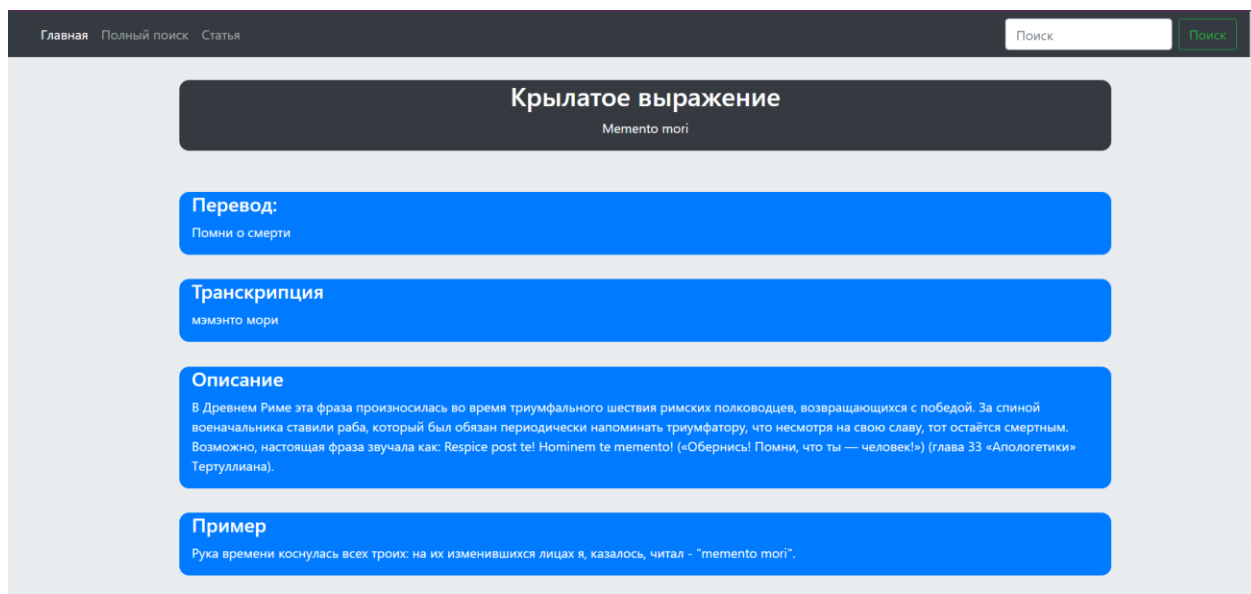 Главная Полный поиск Статья Поиск Поиск
Крылатое выражение
Memento mori
Перевод:
Помни о смерти
Транскрипция
мэмэнто мори
Описание
В Древнем Риме эта фраза произносилась во время триумфального шествия римских полководцев, возвращающихся с победой. За
спиной
военачальника ставили раба, который был обязан периодически напоминать триумфатору, что несмотря на свою славу, тот остаётся смертным.
Возможно, настоящая фраза звучала как: Respice post te! Hominem te memento! («Обернись! Помни, что ты — человек!») (глава 33 «Апологетики»
Тертуллиана).
Пример
Рука времени коснулась всех троих: на их изменившихся лицах я, казалось, читал - "memento mori".